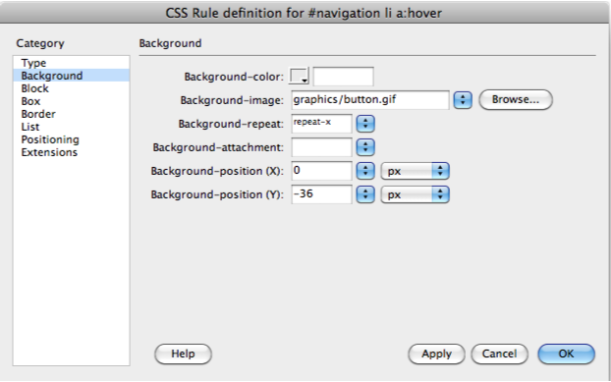 CSS Rule definition for #navigation li a:hover
Category
Background
Type
Background
Block
Box
Border
List
Positioning
Extensions
Background-color:
Background-image: graphics/button.gif Browse...
Background-repeat: repeat-x
Background-attachment:
Background-position (X): 0 px
Background-position (Y): -36 px
Help Apply Cancel OK